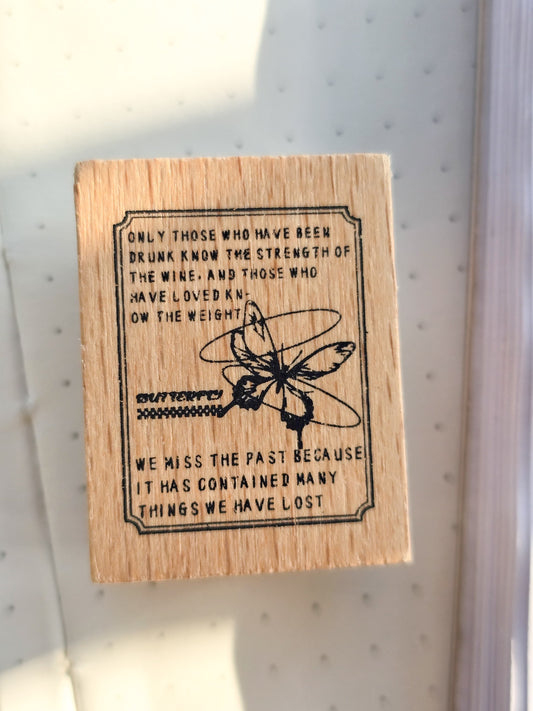 ONLY THOSE WHO HAVE BEEN
DRUNK KNOW THE STRENGTH OF
THE WINE. AND THOSE WHO
HAVE LOVED KN-
OW THE WEIGHT
BUTTERFLY
WE MISS THE PAST BECAUSE
IT HAS CONTAINED MANY
THINGS WE HAVE LOST